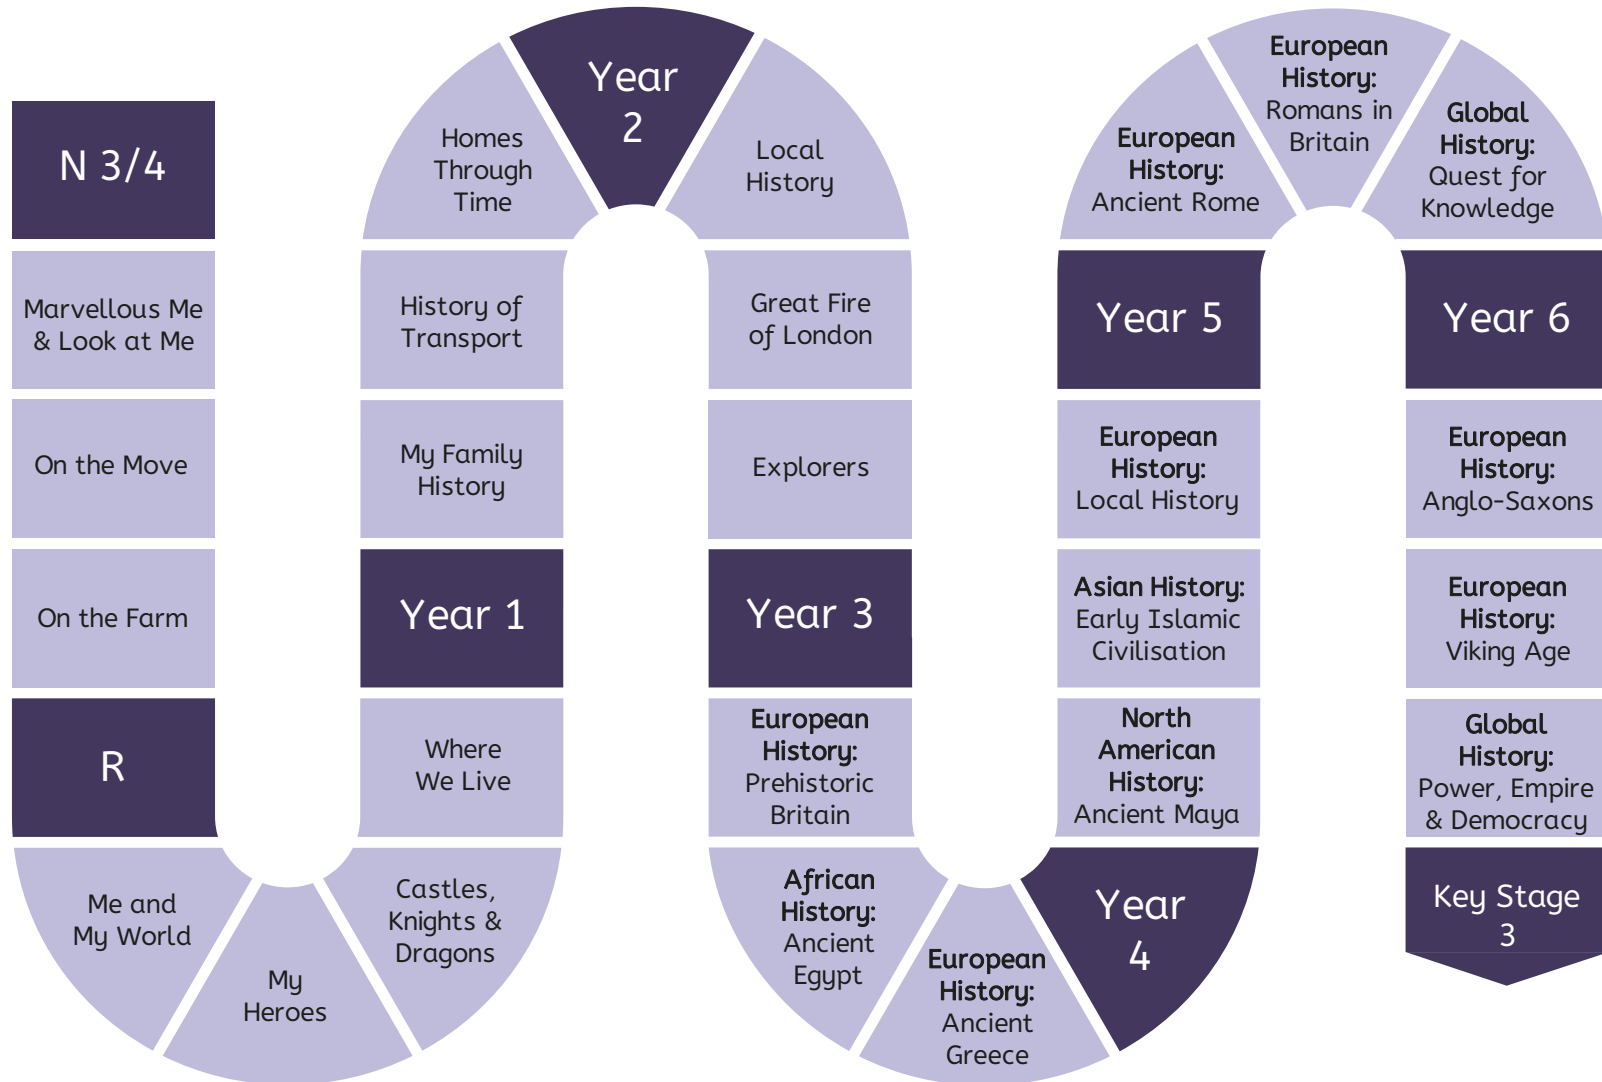 N 3/4
Marvellous Me
& Look at Me
On the Move
On the Farm
R
Me and
My World
My
Heroes
Castles,
Knights &
Dragons
Where
We Live
Year 1
My Family
History
History of
Transport
Homes
Through
Time
Year
2
Local
History
Great Fire
of London
Explorers
Year 3
European
History:
Prehistoric
Britain
African
History:
Ancient
Egypt
European
History:
Ancient
Greece
Year
4
North
American
History:
Ancient Maya
Asian History:
Early Islamic
Civilisation
European
History:
Local History
Year 5
European
History:
Ancient Rome
European
History:
Romans in
Britain
Global
History:
Quest for
Knowledge
Year 6
European
History:
Anglo-Saxons
European
History:
Viking Age
Global
History:
Power, Empire
& Democracy
Key Stage
3